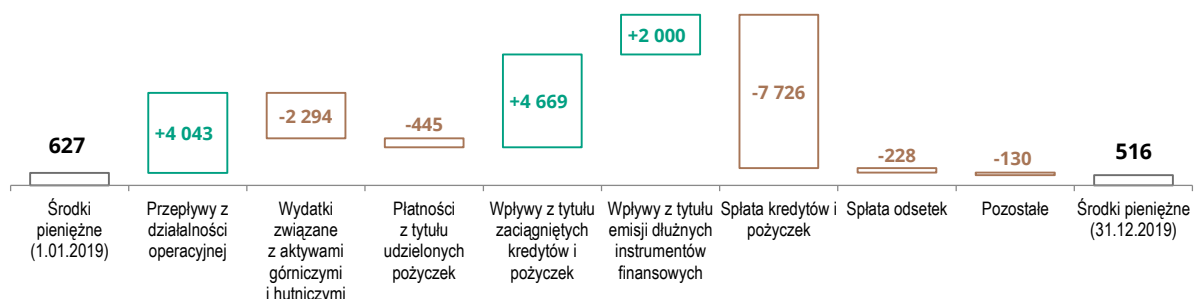 +2 000
-7 726
+4 669
-2 294
+4 043
-445
627
-228
-130
516
Środki
pieniężne
(1.01.2019)
Przepływy z
działalności
operacyjnej
Wydatki
związane
z aktywami
górniczymi
i hutniczymi
Płatności
z tytułu
udzielonych
pożyczek
Wpływy z tytułu
zaciągniętych
kredytów i
pożyczek
Wpływy z tytułu
emisji dłużnych
instrumentów
finansowych
Spłata kredytów i
pożyczek
Spłata odsetek
Pozostałe
Środki pieniężne
(31.12.2019)